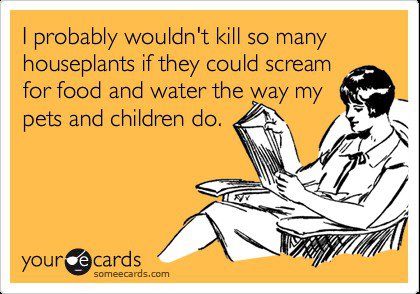 I probably wouldn't kill so many
houseplants if they could scream
for food and water the way my
pets and children do.
your e cards
someecards.com